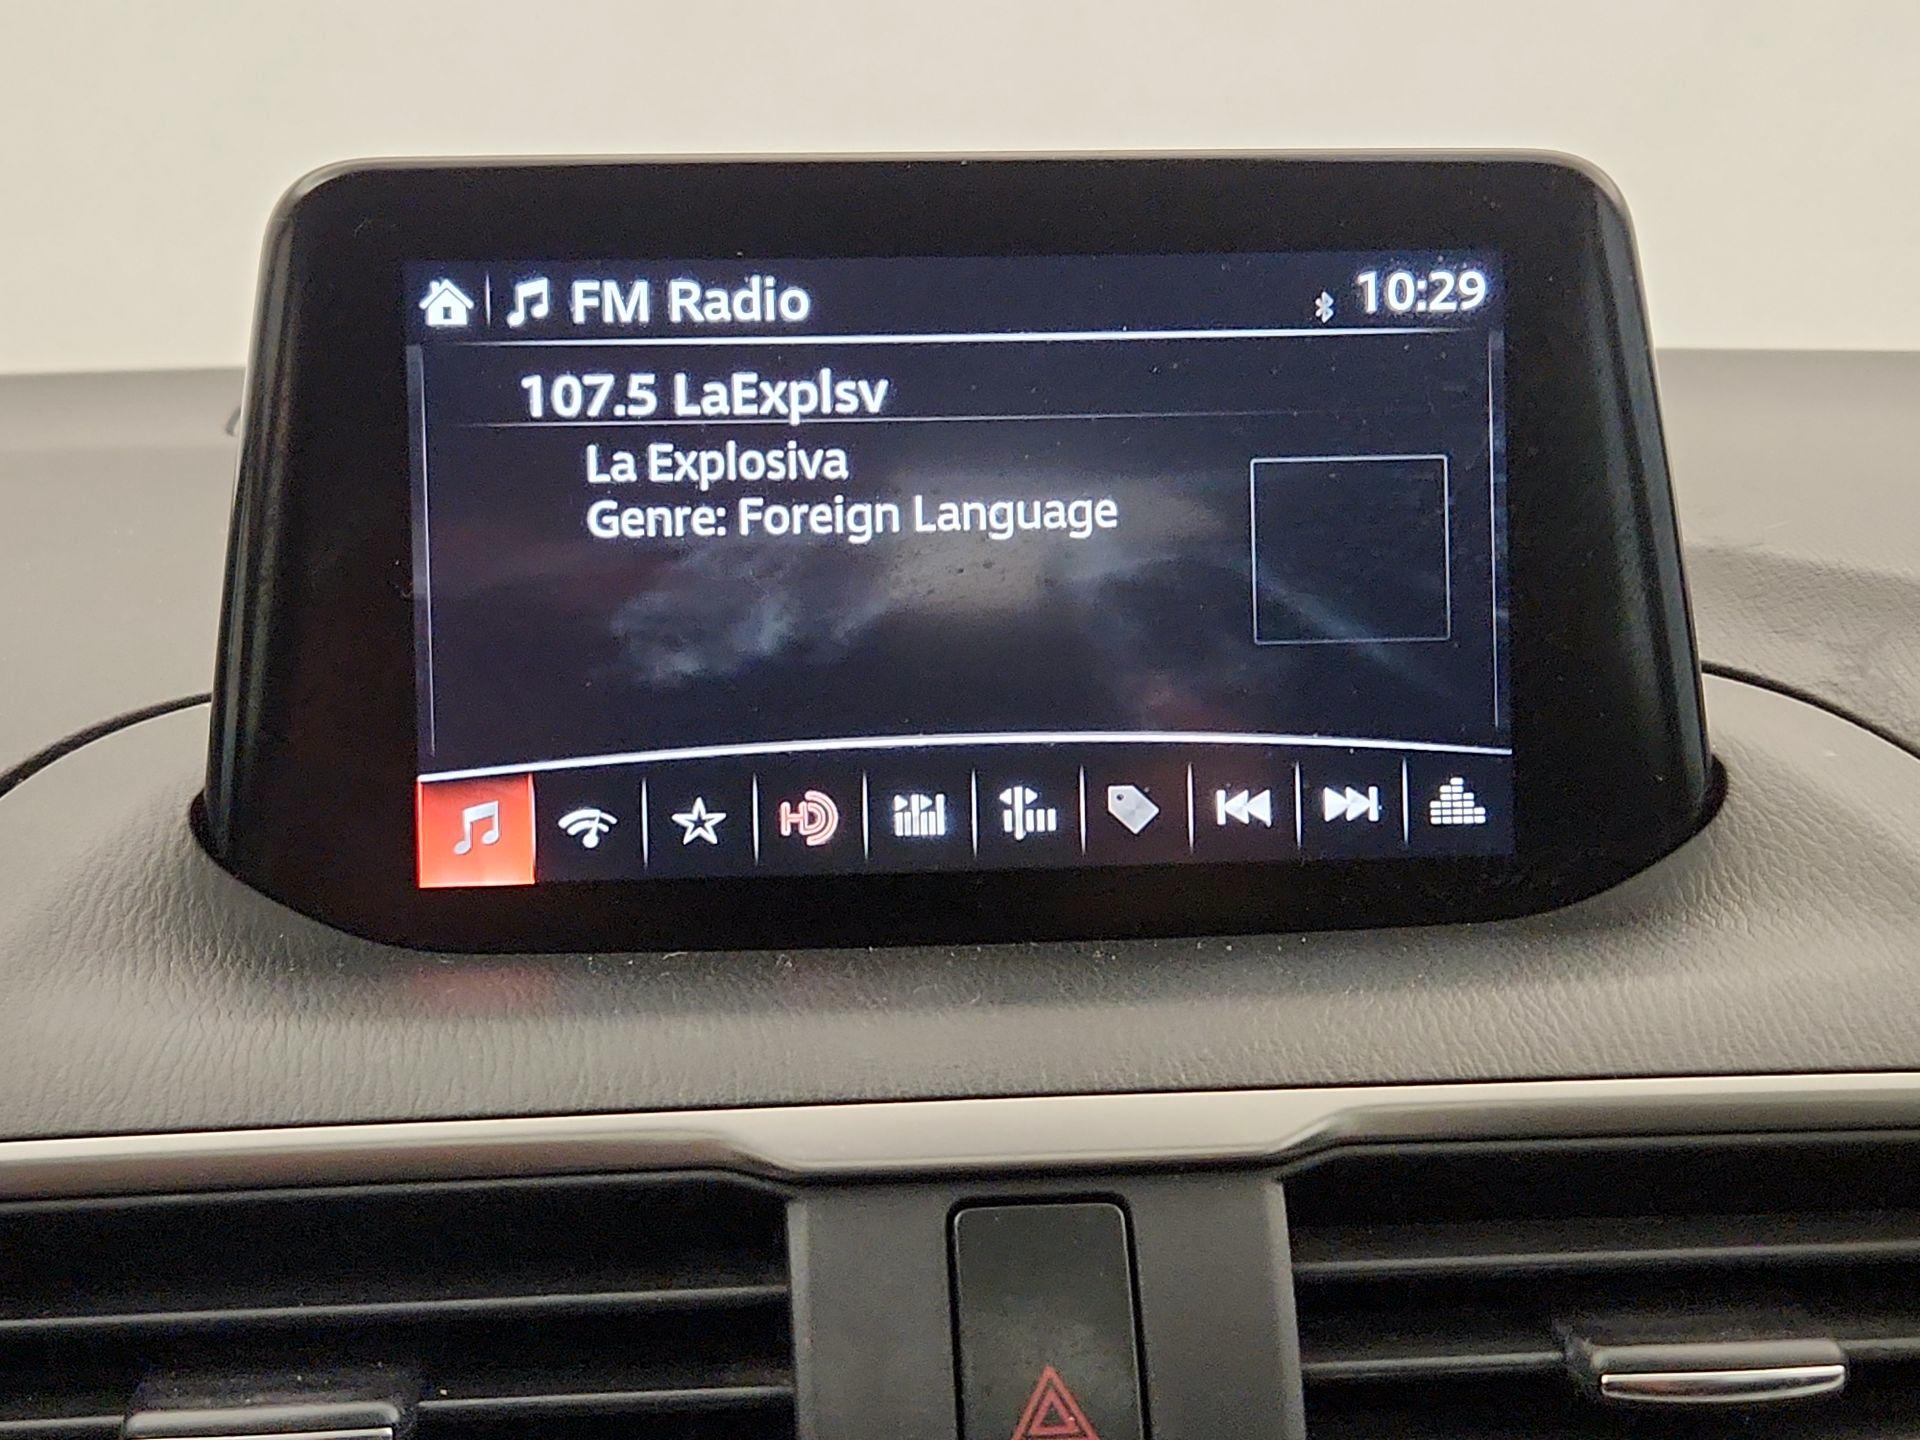 FM Radio
10:29
107.5 LaExplsv
La Explosiva
Genre: Foreign Language
HD